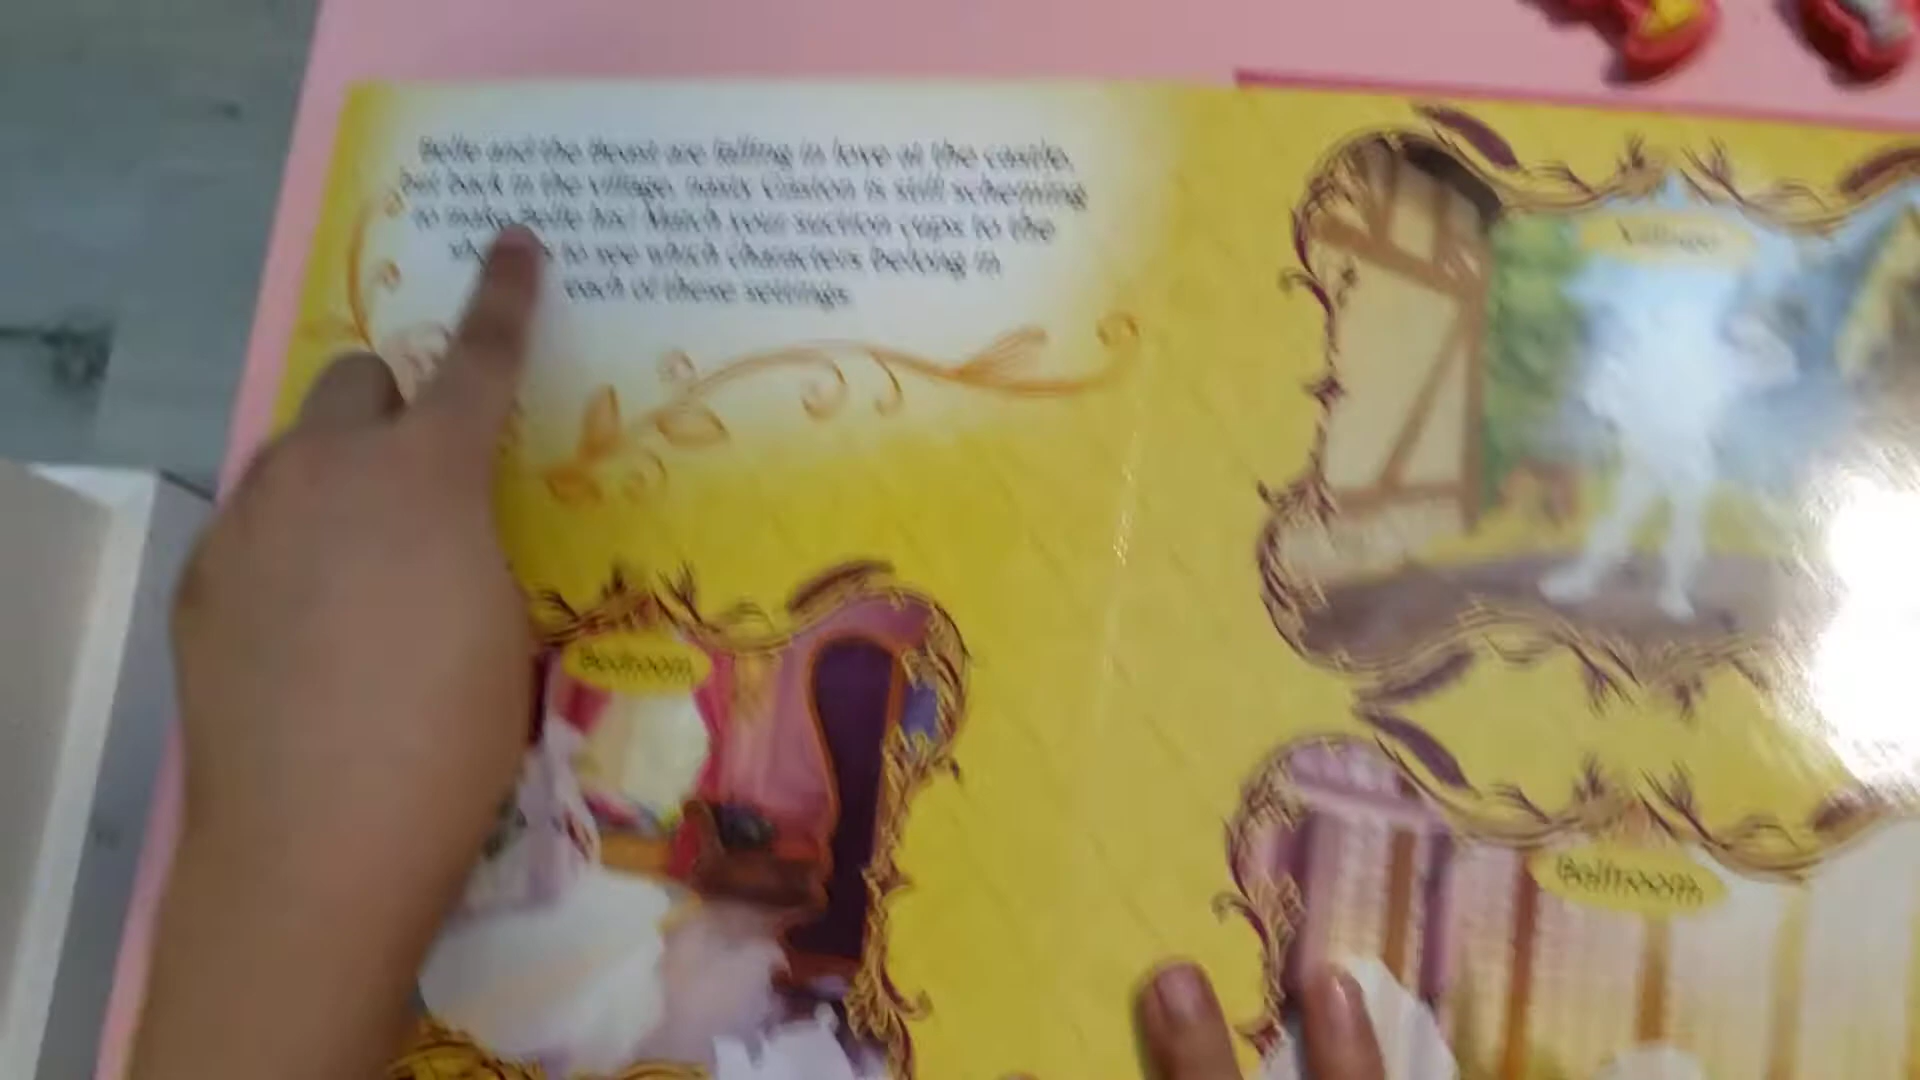 Belle and the Beast are falling in love at the castle,
but back in the village, Gaston is still scheming
to make Belle his! Match your suction cups to the
to see which characters belong in
each of these settings.
Village
Bedroom
Ballroom